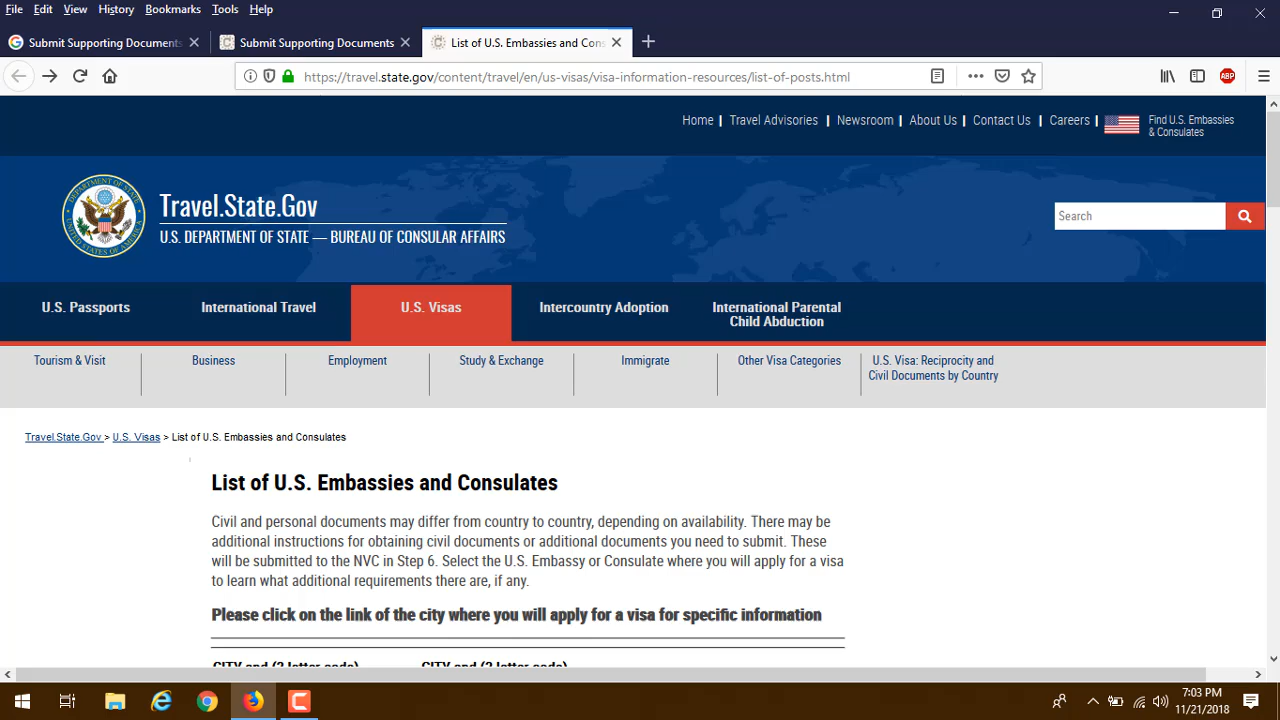 File Edit View History Bookmarks Tools Help
Submit Supporting Documents
Submit Supporting Documents
List of U.S. Embassies and Cons
https://travel.state.gov/content/travel/en/us-visas/visa-information-resources/list-of-posts.html
ABP
Home | Travel Advisories | Newsroom | About Us | Contact Us | Careers |
Find U.S. Embassies
& Consulates
Travel.State.Gov
U.S. DEPARTMENT OF STATE — BUREAU OF CONSULAR AFFAIRS
Search
U.S. Passports
International Travel
U.S. Visas
Intercountry Adoption
International Parental
Child Abduction
Tourism & Visit
Business
Employment
Study & Exchange
Immigrate
Other Visa Categories
U.S. Visa: Reciprocity and
Civil Documents by Country
Travel.State.Gov > U.S. Visas > List of U.S. Embassies and Consulates
List of U.S. Embassies and Consulates
Civil and personal documents may differ from country to country, depending on availability. There may be
additional instructions for obtaining civil documents or additional documents you need to submit. These
will be submitted to the NVC in Step 6. Select the U.S. Embassy or Consulate where you will apply for a visa
to learn what additional requirements there are, if any.
Please click on the link of the city where you will apply for a visa for specific information
CITY and (3 letter code) CITY and (3 letter code)
7:03 PM
11/21/2018